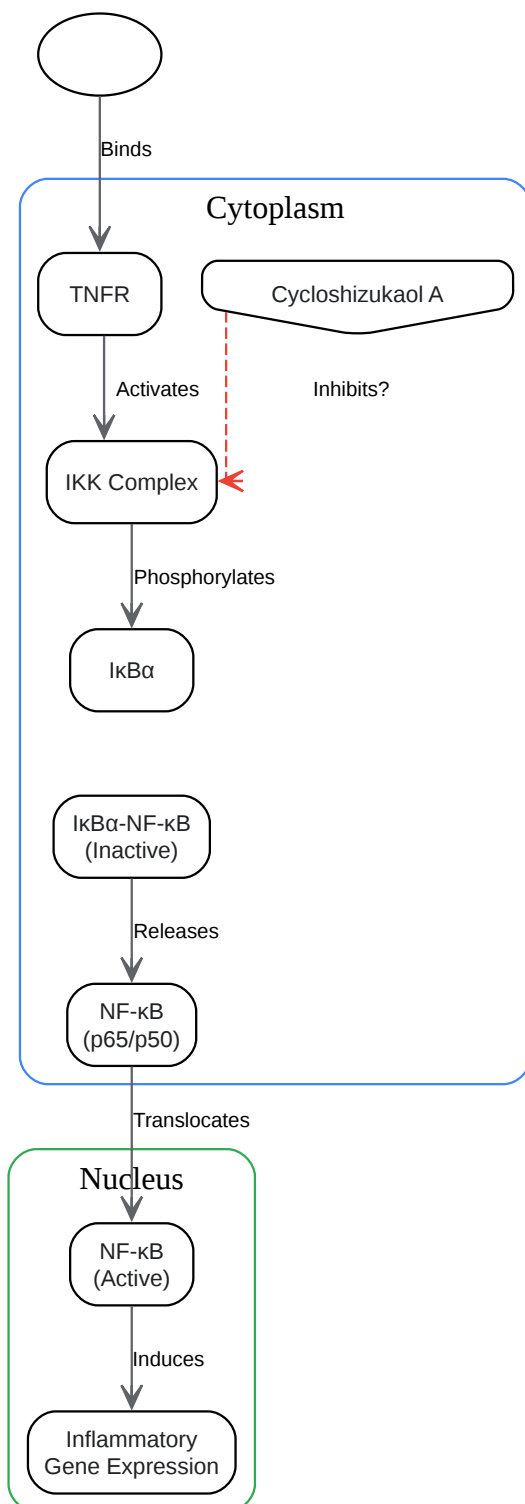 Binds
Cytoplasm
TNFR
Cycloshizukaol A
Activates
Inhibits?
IKK Complex
Phosphorylates
IκBα
IκBα-NF-κB
(Inactive)
Releases
NF-κB
(p65/p50)
Translocates
Nucleus
NF-κB
(Active)
Induces
Inflammatory
Gene Expression